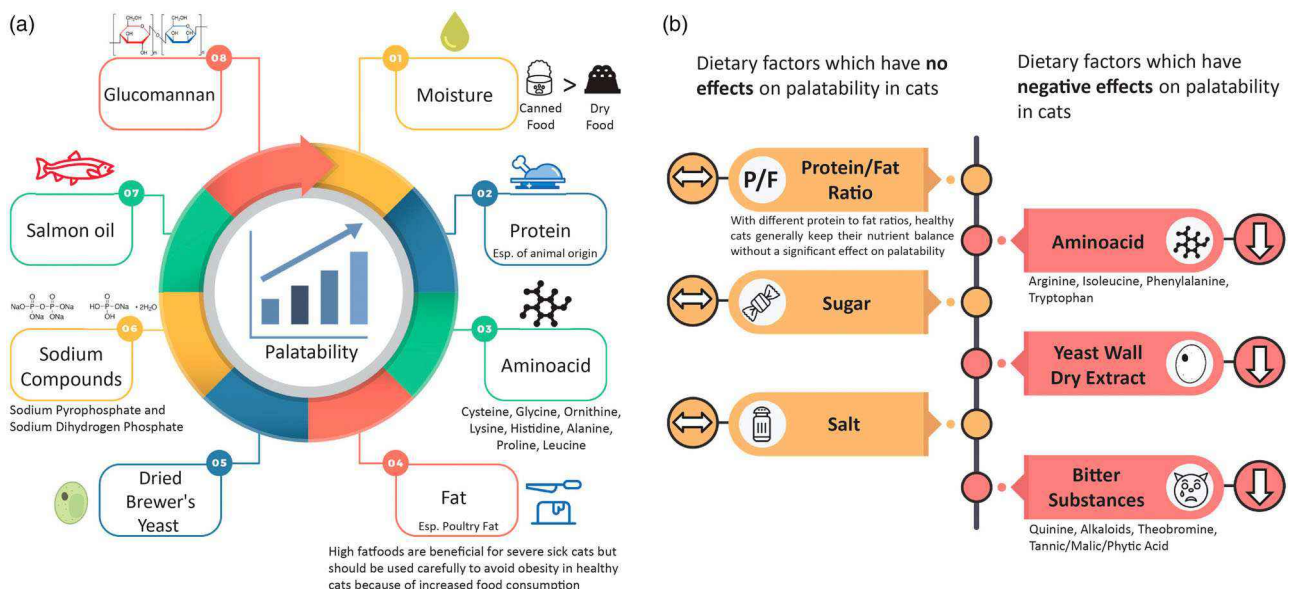 (a)
08
Glucomannan
01
Moisture
Canned
Food
>
Dry
Food
07
Salmon oil
02
Protein
Esp. of animal origin
Palatability
06
Sodium
Compounds
Sodium Pyrophosphate and
Sodium Dihydrogen Phosphate
03
Aminoacid
Cysteine, Glycine, Ornithine,
Lysine, Histidine, Alanine,
Proline, Leucine
05
Dried
Brewer's
Yeast
04
Fat
Esp. Poultry Fat
High fatfoods are beneficial for severe sick cats but
should be used carefully to avoid obesity in healthy
cats because of increased food consumption
(b)
Dietary factors which have no
effects on palatability in cats
P/F
Protein/Fat
Ratio
With different protein to fat ratios, healthy
cats generally keep their nutrient balance
without a significant effect on palatability
Sugar
Salt
Dietary factors which have
negative effects on palatability
in cats
Aminoacid
Arginine, Isoleucine, Phenylalanine,
Tryptophan
Yeast Wall
Dry Extract
Bitter
Substances
Quinine, Alkaloids, Theobromine,
Tannic/Malic/Phytic Acid